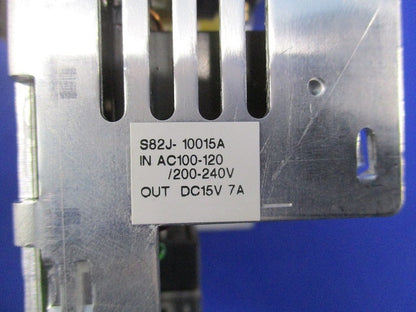 S82J- 10015A
IN AC100-120
/200-240V
OUT DC15V 7A